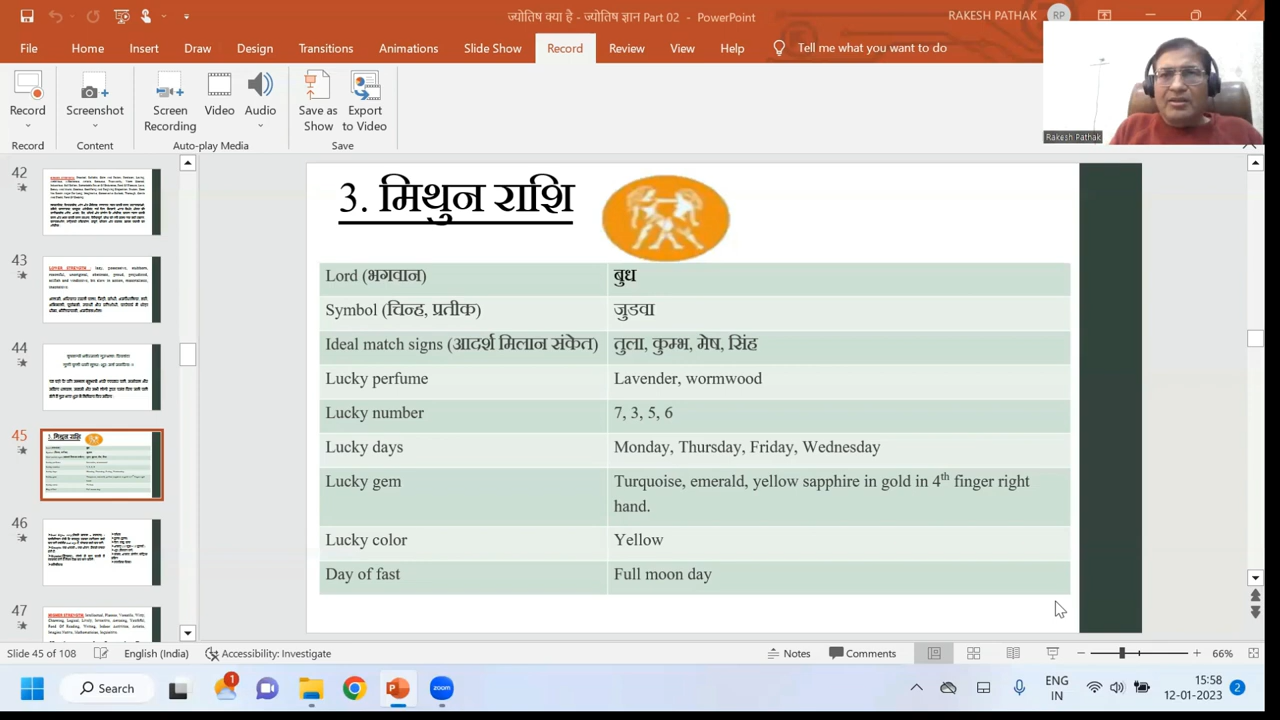 ज्योतिष क्या है - ज्योतिष ज्ञान Part 02 - PowerPoint
RAKESH PATHAK RP
File Home Insert Draw Design Transitions Animations Slide Show Record Review View Help Tell me what you want to do
Record Screenshot Screen Recording Video Audio Save as Show Export to Video
Record Content Auto-play Media Save
Rakesh Pathak
42
43
44
45
46
47
3. मिथुन राशि
Lord (भगवान) बुध
Symbol (चिन्ह, प्रतीक) जुडवा
Ideal match signs (आदर्श मिलान संकेत) तुला, कुम्भ, मेष, सिंह
Lucky perfume Lavender, wormwood
Lucky number 7, 3, 5, 6
Lucky days Monday, Thursday, Friday, Wednesday
Lucky gem Turquoise, emerald, yellow sapphire in gold in 4th finger right
hand.
Lucky color Yellow
Day of fast Full moon day
Slide 45 of 108 English (India) Accessibility: Investigate Notes Comments 66%
Search 1 zoom ENG 15:58
IN 12-01-2023 2